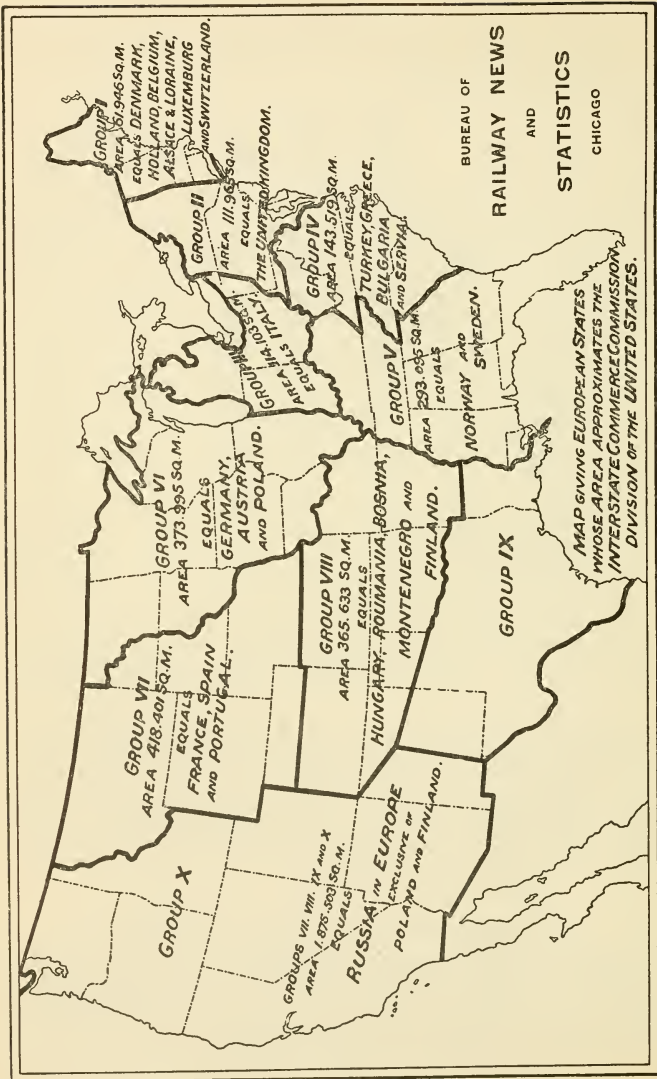 GROUP I
AREA 61.946 SQ.M.
EQUALS DENMARK,
HOLLAND, BELGIUM,
ALSACE & LORAINE,
LUXEMBURG
AND SWITZERLAND.
GROUP II
AREA 111.965 SQ.M.
EQUALS
THE UNITED KINGDOM.
GROUP III
EQUALS ITALY.
GROUP IV
AREA 143.519 SQ.M.
EQUALS
TURKEY, GREECE,
BULGARIA
AND SERVIA.
GROUP V
AREA 293.095 SQ.M.
EQUALS
NORWAY AND
SWEDEN.
GROUP VI
AREA 373.995 SQ.M.
EQUALS
GERMANY,
AUSTRIA
AND POLAND.
GROUP VII
AREA 418.401 SQ.M.
EQUALS
FRANCE, SPAIN
AND PORTUGAL.
GROUP VIII
AREA 365.633 SQ.M.
EQUALS
HUNGARY, ROUMANIA, BOSNIA,
MONTENEGRO AND
FINLAND.
GROUP IX
GROUP X
GROUPS VII. VIII. IX AND X
AREA 1.875.503 SQ.M.
EQUALS
RUSSIA IN EUROPE
EXCLUSIVE OF
POLAND AND FINLAND.
MAP GIVING EUROPEAN STATES
WHOSE AREA APPROXIMATES THE
INTERSTATE COMMERCE COMMISSION
DIVISION OF THE UNITED STATES.
BUREAU OF
RAILWAY NEWS
AND
STATISTICS
CHICAGO